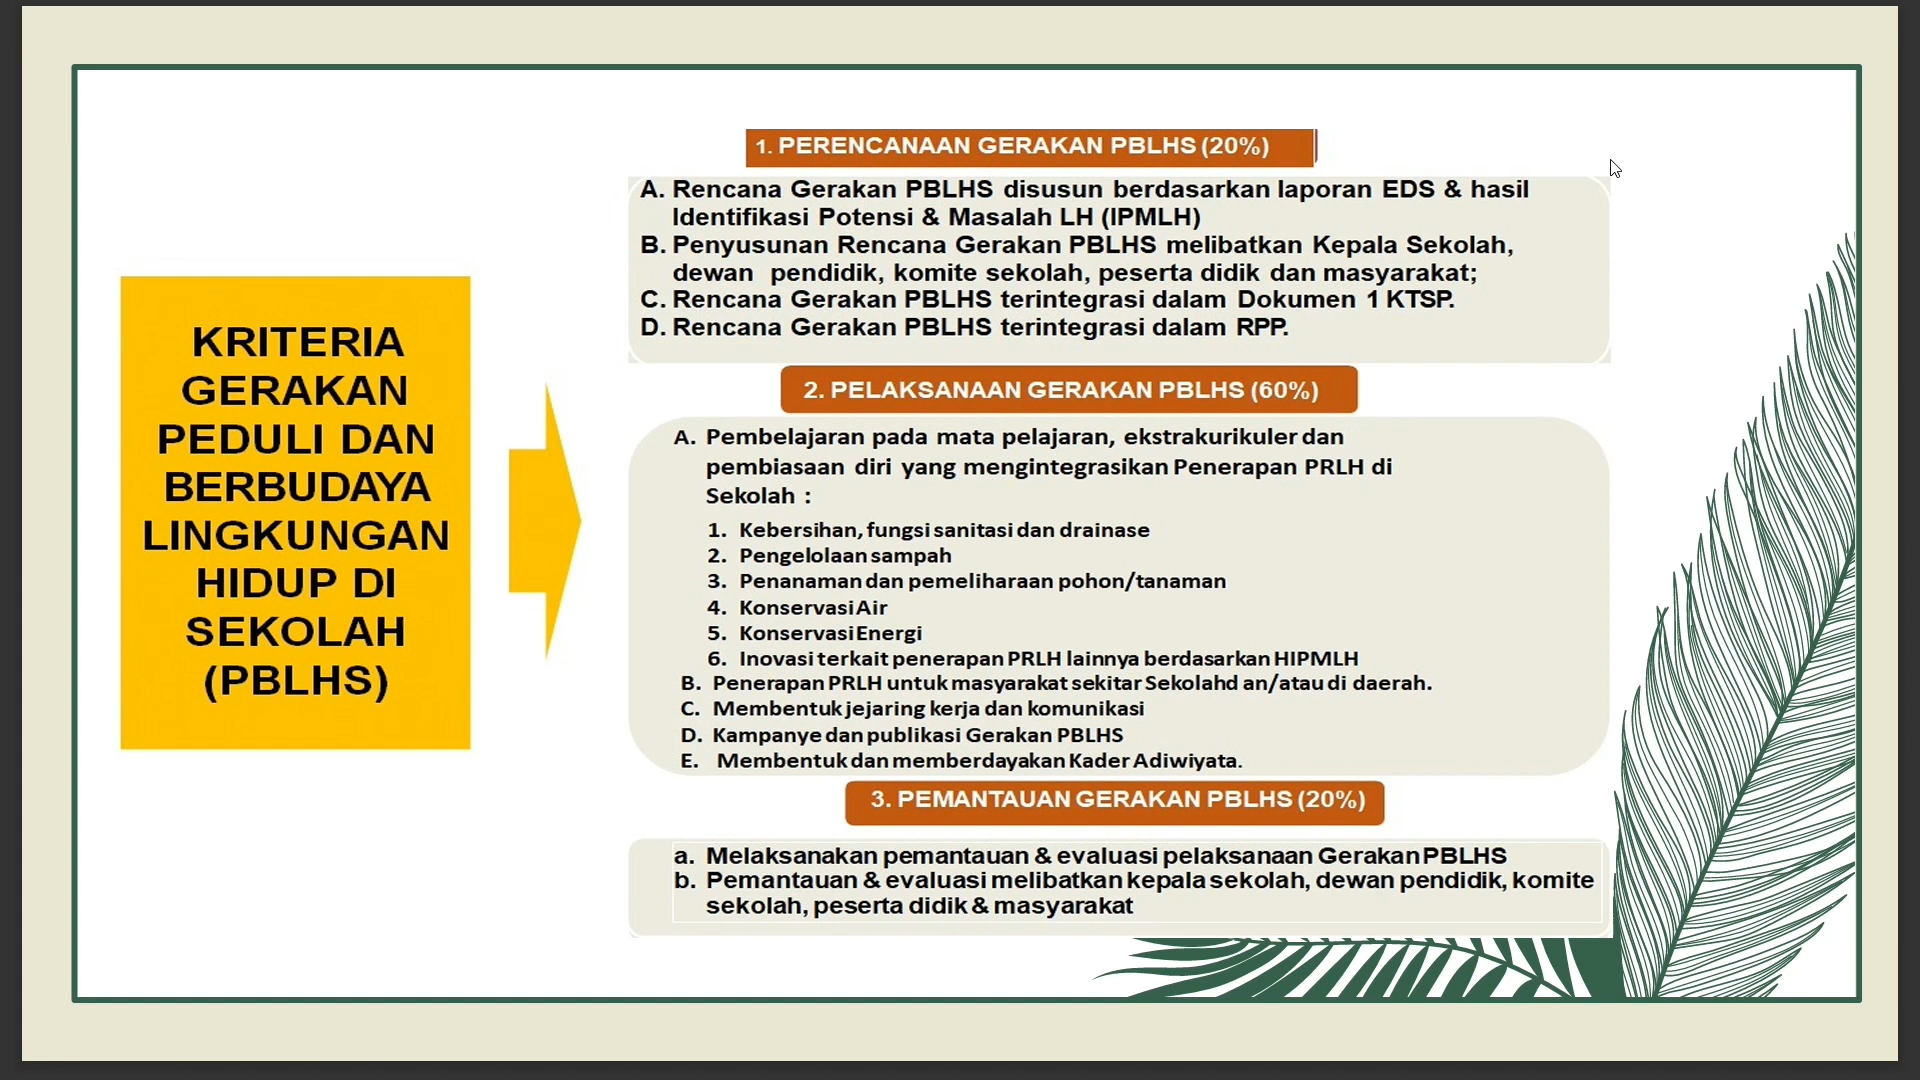 KRITERIA
GERAKAN
PEDULI DAN
BERBUDAYA
LINGKUNGAN
HIDUP DI
SEKOLAH
(PBLHS)
1. PERENCANAAN GERAKAN PBLHS (20%)
A. Rencana Gerakan PBLHS disusun berdasarkan laporan EDS & hasil
Identifikasi Potensi & Masalah LH (IPMLH)
B. Penyusunan Rencana Gerakan PBLHS melibatkan Kepala Sekolah,
dewan pendidik, komite sekolah, peserta didik dan masyarakat;
C. Rencana Gerakan PBLHS terintegrasi dalam Dokumen 1 KTSP.
D. Rencana Gerakan PBLHS terintegrasi dalam RPP.
2. PELAKSANAAN GERAKAN PBLHS (60%)
A. Pembelajaran pada mata pelajaran, ekstrakurikuler dan
pembiasaan diri yang mengintegrasikan Penerapan PRLH di
Sekolah :
1. Kebersihan, fungsi sanitasi dan drainase
2. Pengelolaan sampah
3. Penanaman dan pemeliharaan pohon/tanaman
4. Konservasi Air
5. Konservasi Energi
6. Inovasi terkait penerapan PRLH lainnya berdasarkan HIPMLH
B. Penerapan PRLH untuk masyarakat sekitar Sekolahd an/atau di daerah.
C. Membentuk jejaring kerja dan komunikasi
D. Kampanye dan publikasi Gerakan PBLHS
E. Membentuk dan memberdayakan Kader Adiwiyata.
3. PEMANTAUAN GERAKAN PBLHS (20%)
a. Melaksanakan pemantauan & evaluasi pelaksanaan Gerakan PBLHS
b. Pemantauan & evaluasi melibatkan kepala sekolah, dewan pendidik, komite
sekolah, peserta didik & masyarakat